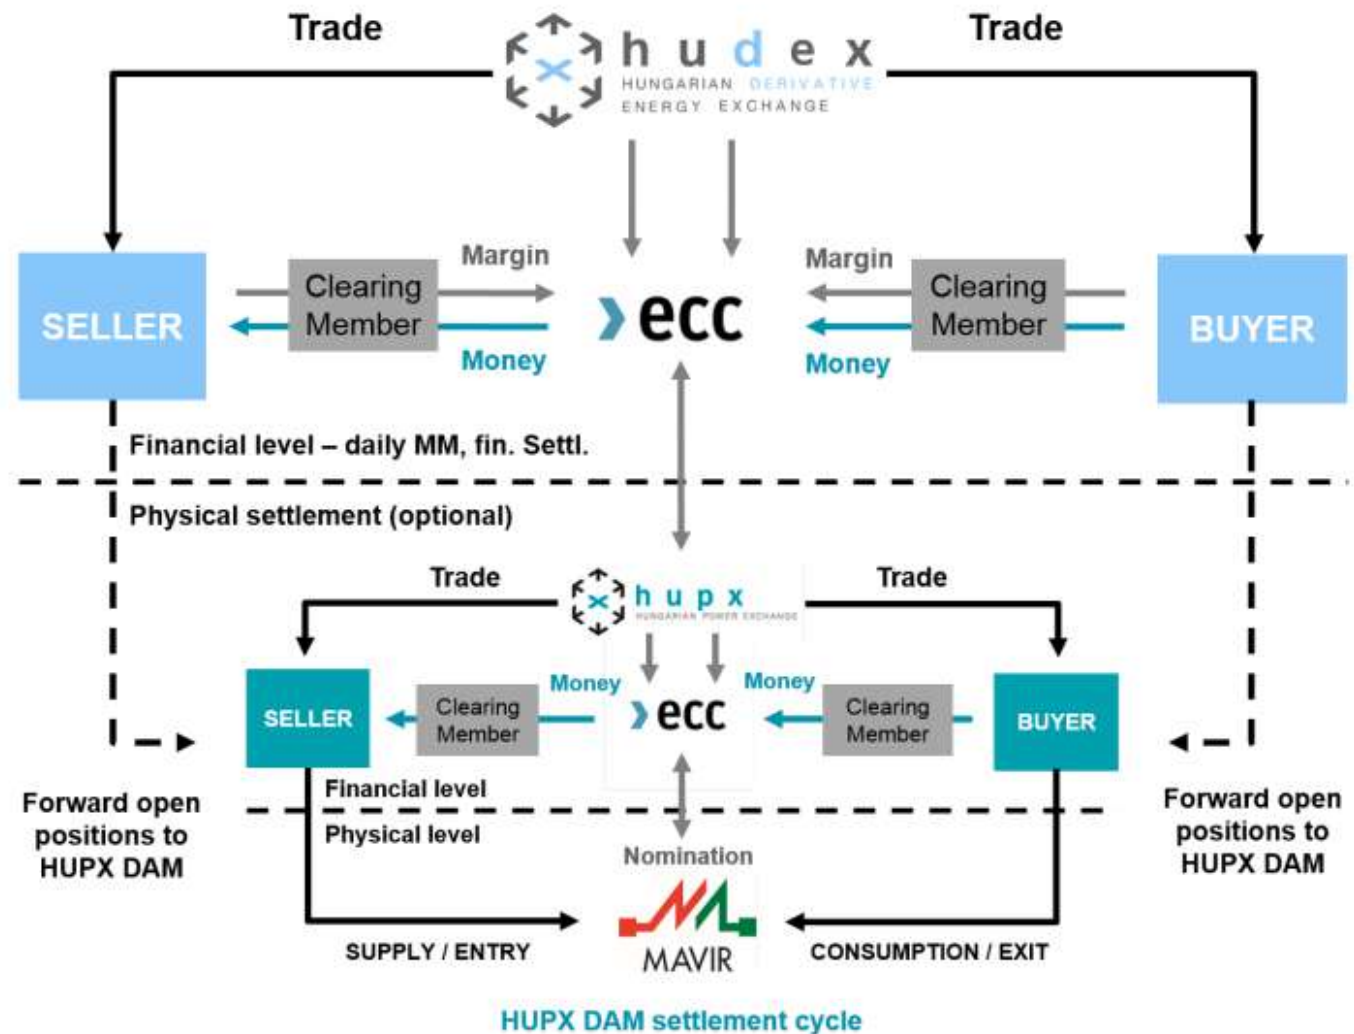 Trade
Trade
hudex
HUNGARIAN DERIVATIVE
ENERGY EXCHANGE
SELLER
Clearing
Member
Margin
Money
ecc
Margin
Money
Clearing
Member
BUYER
Financial level – daily MM, fin. Settl.
Physical settlement (optional)
Trade
hupx
HUNGARIAN POWER EXCHANGE
Trade
SELLER
Clearing
Member
Money
ecc
Money
Clearing
Member
BUYER
Forward open
positions to
HUPX DAM
Financial level
Physical level
Forward open
positions to
HUPX DAM
Nomination
MAVIR
SUPPLY / ENTRY
CONSUMPTION / EXIT
HUPX DAM settlement cycle